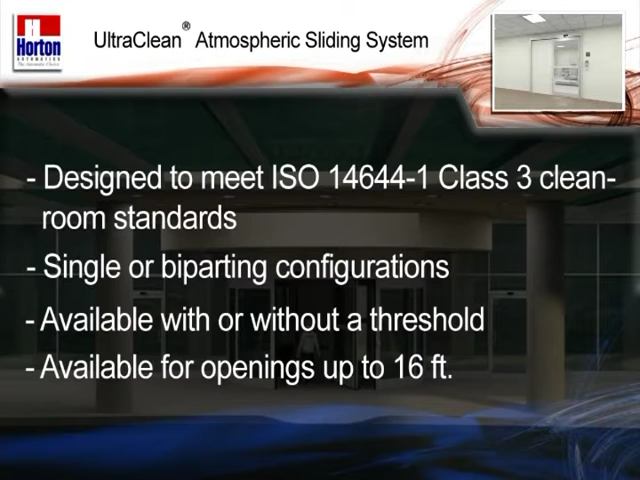 H
Horton
AUTOMATICS
UltraClean® Atmospheric Sliding System
- Designed to meet ISO 14644-1 Class 3 clean-
room standards
- Single or biparting configurations
- Available with or without a threshold
- Available for openings up to 16 ft.